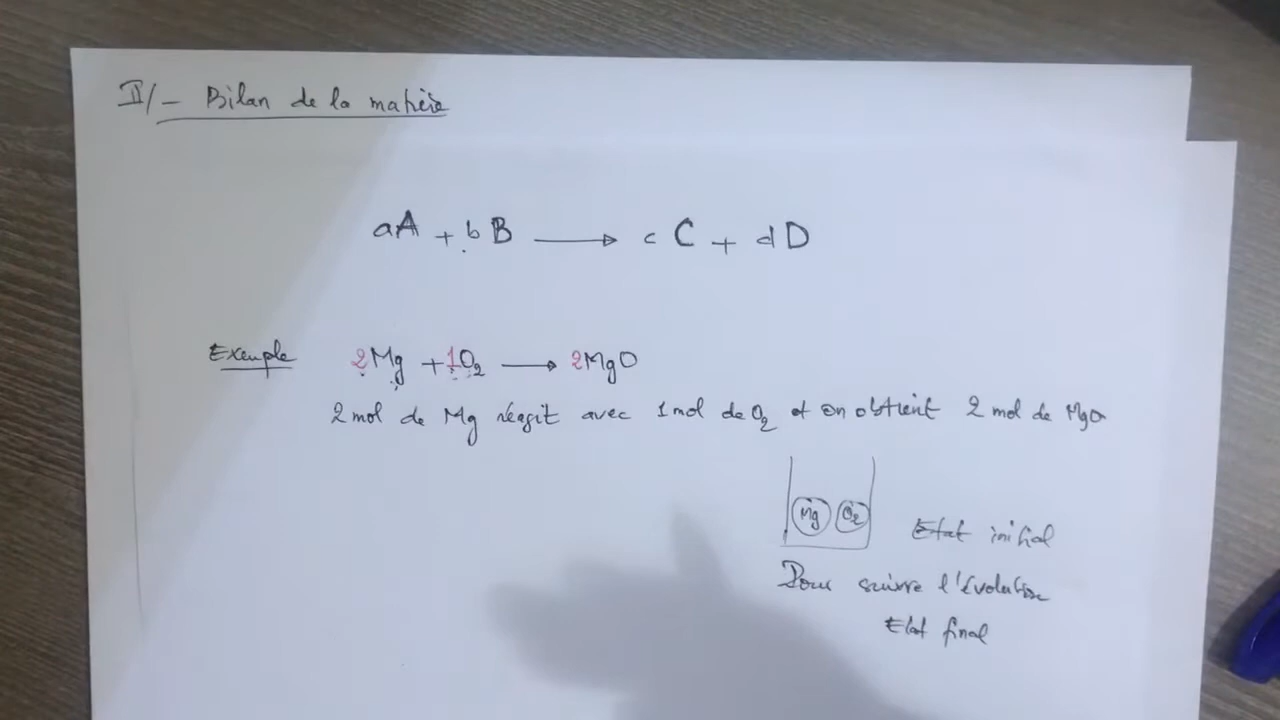 II/- Bilan de la matière
aA + bB → cC + dD
Exemple 2Mg + 1O₂ → 2MgO
2 mol de Mg réagit avec 1 mol de O₂ et on obtient 2 mol de MgO
Mg O₂ Etat initial
Pour suivre l'évolution
Etat final